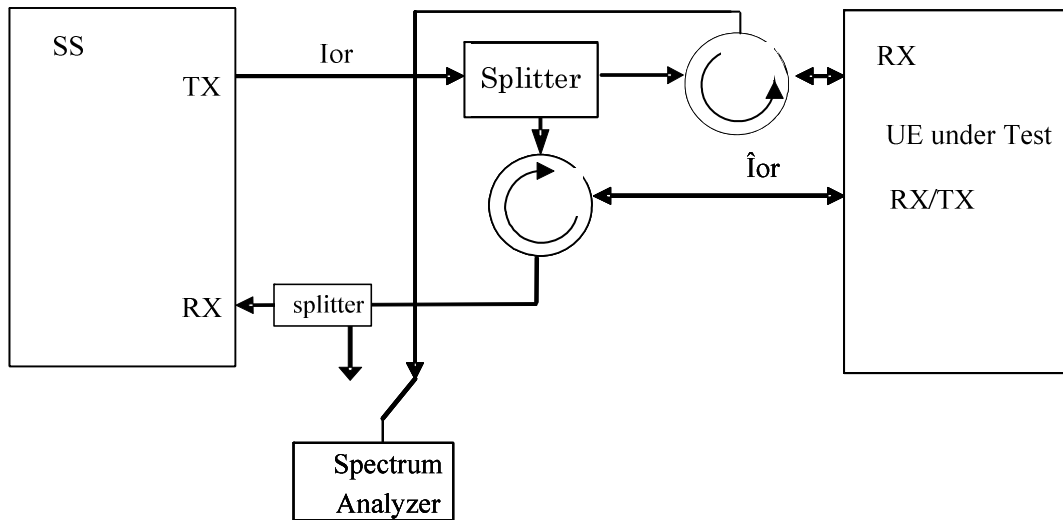 SS
TX
Ior
Splitter
RX
UE under Test
Îor
RX/TX
RX
splitter
Spectrum
Analyzer